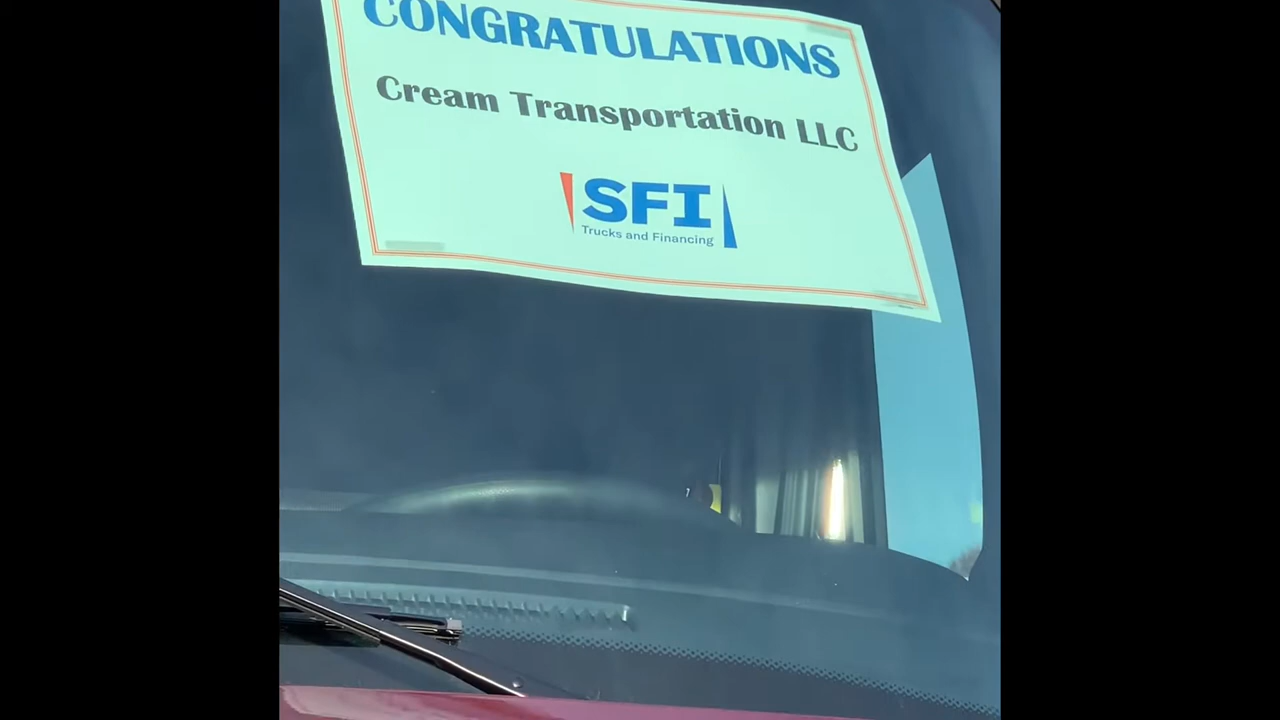 CONGRATULATIONS
Cream Transportation LLC
SFI
Trucks and Financing